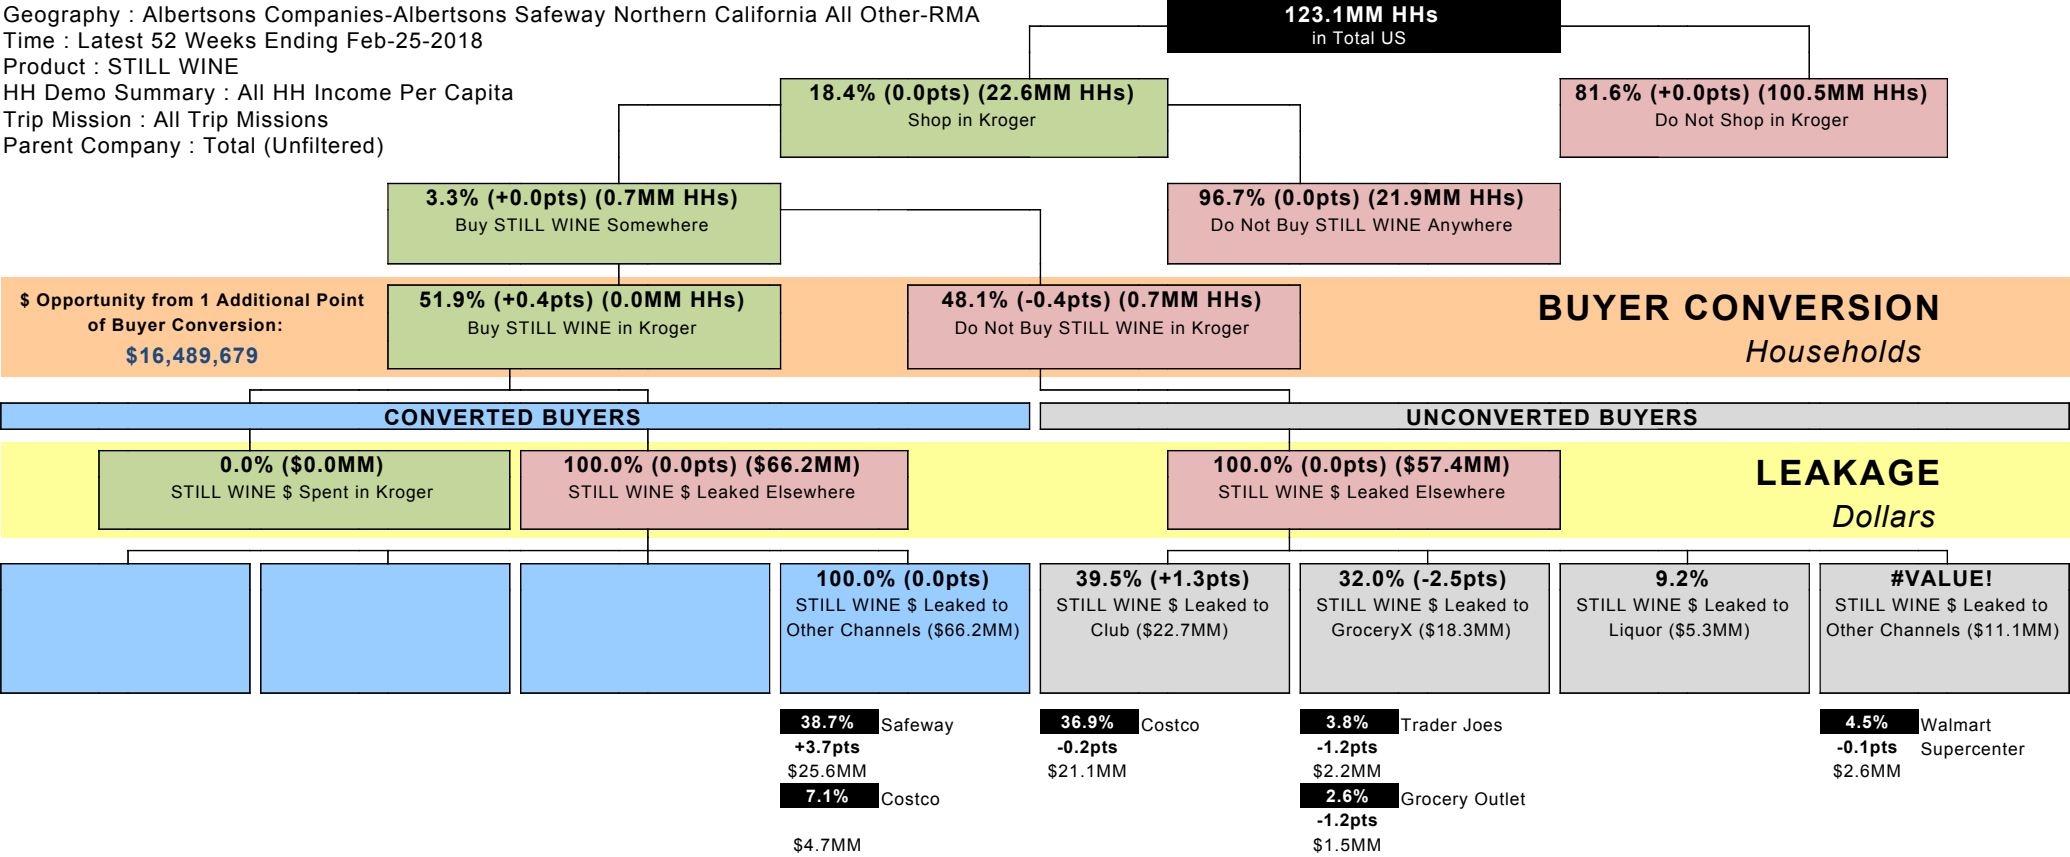 Geography : Albertsons Companies-Albertsons Safeway Northern California All Other-RMA
Time : Latest 52 Weeks Ending Feb-25-2018
Product : STILL WINE
HH Demo Summary : All HH Income Per Capita
Trip Mission : All Trip Missions
Parent Company : Total (Unfiltered)
123.1MM HHs
in Total US
18.4% (0.0pts) (22.6MM HHs)
Shop in Kroger
81.6% (+0.0pts) (100.5MM HHs)
Do Not Shop in Kroger
3.3% (+0.0pts) (0.7MM HHs)
Buy STILL WINE Somewhere
96.7% (0.0pts) (21.9MM HHs)
Do Not Buy STILL WINE Anywhere
$ Opportunity from 1 Additional Point
of Buyer Conversion:
$16,489,679
51.9% (+0.4pts) (0.0MM HHs)
Buy STILL WINE in Kroger
48.1% (-0.4pts) (0.7MM HHs)
Do Not Buy STILL WINE in Kroger
BUYER CONVERSION
Households
CONVERTED BUYERS
UNCONVERTED BUYERS
0.0% ($0.0MM)
STILL WINE $ Spent in Kroger
100.0% (0.0pts) ($66.2MM)
STILL WINE $ Leaked Elsewhere
100.0% (0.0pts) ($57.4MM)
STILL WINE $ Leaked Elsewhere
LEAKAGE
Dollars
100.0% (0.0pts)
STILL WINE $ Leaked to
Other Channels ($66.2MM)
39.5% (+1.3pts)
STILL WINE $ Leaked to
Club ($22.7MM)
32.0% (-2.5pts)
STILL WINE $ Leaked to
GroceryX ($18.3MM)
9.2%
STILL WINE $ Leaked to
Liquor ($5.3MM)
#VALUE!
STILL WINE $ Leaked to
Other Channels ($11.1MM)
38.7% Safeway
+3.7pts
$25.6MM
7.1% Costco
$4.7MM
36.9% Costco
-0.2pts
$21.1MM
3.8% Trader Joes
-1.2pts
$2.2MM
2.6% Grocery Outlet
-1.2pts
$1.5MM
4.5% Walmart
-0.1pts Supercenter
$2.6MM